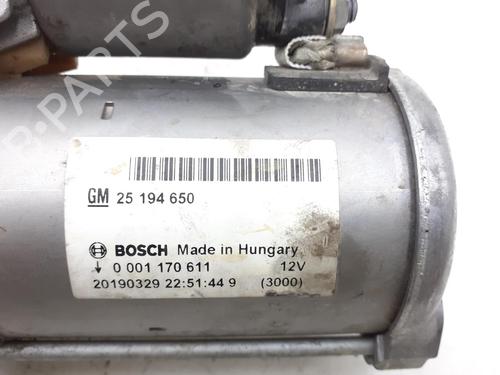 GM 25 194 650
BOSCH Made in Hungary
0 001 170 611 12V
20190329 22:51:44 9 (3000)
B-PARTS